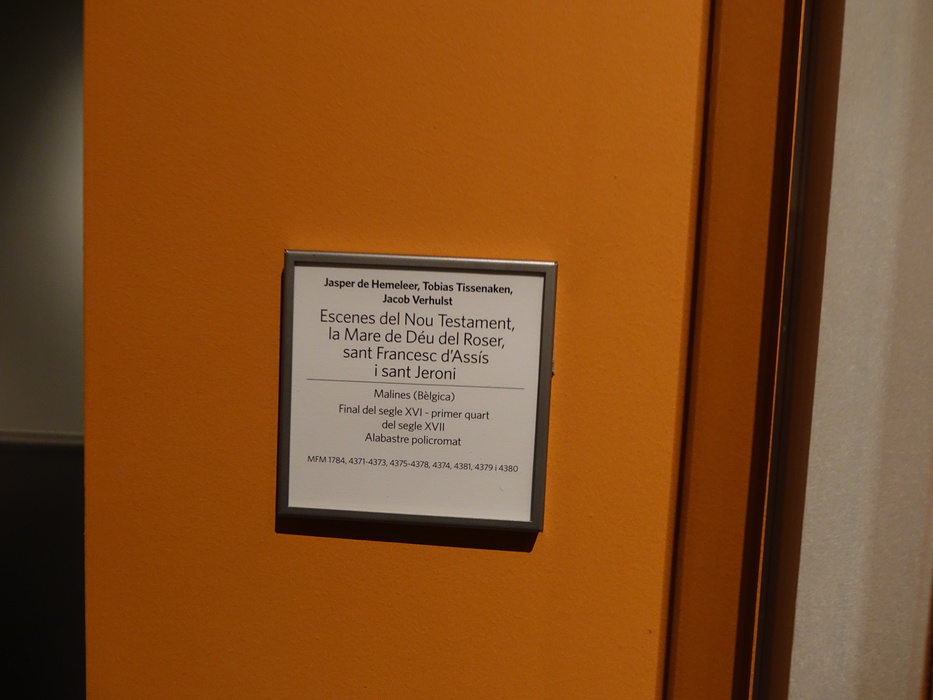 Jasper de Hemeleer, Tobias Tissenaken,
Jacob Verhulst
Escenes del Nou Testament,
la Mare de Déu del Roser,
sant Francesc d'Assís
i sant Jeroni
Malines (Bèlgica)
Final del segle XVI - primer quart
del segle XVII
Alabastre policromat
MFM 1784, 4371-4373, 4375-4378, 4374, 4381, 4379 i 4380